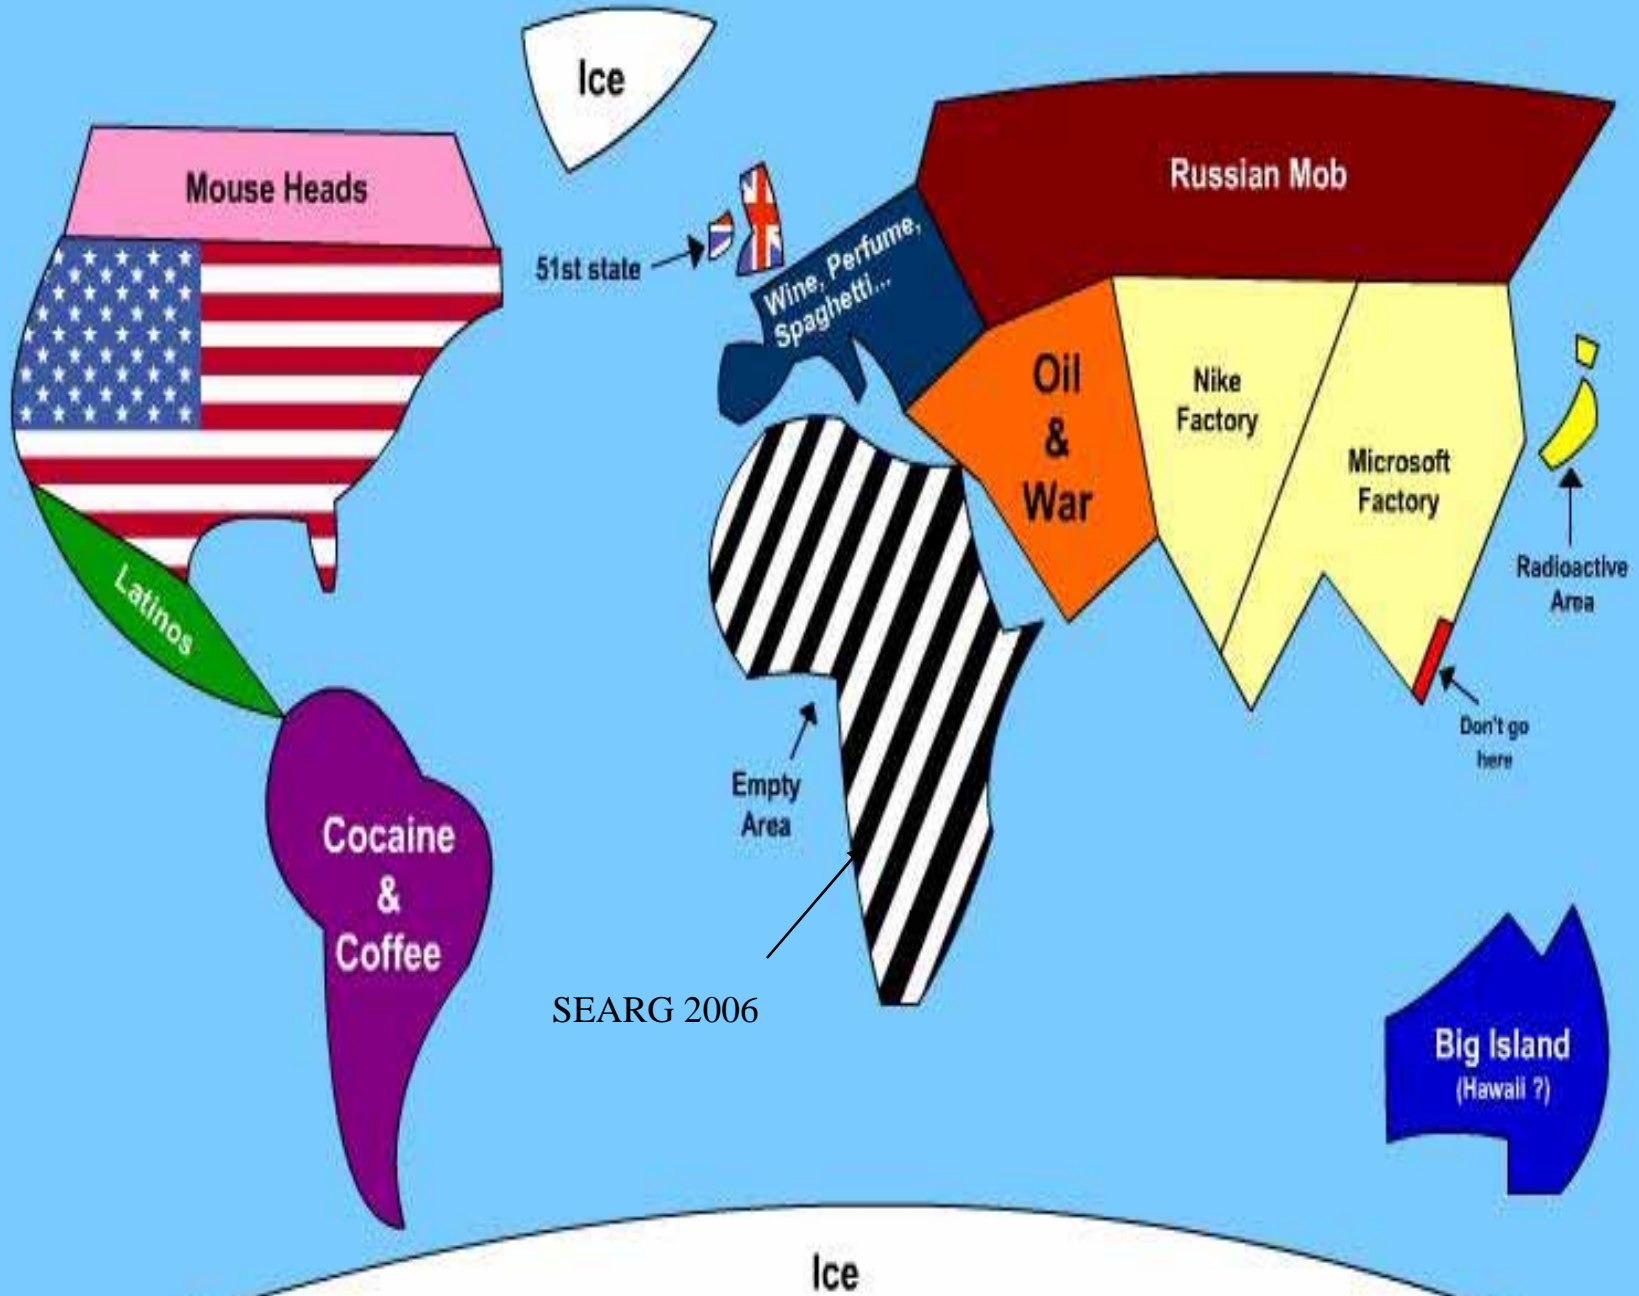 Ice
Mouse Heads
Russian Mob
51st state
Wine, Perfume,
Spaghetti...
Oil
&
War
Nike
Factory
Microsoft
Factory
Radioactive
Area
Latinos
Don't go
here
Empty
Area
Cocaine
&
Coffee
SEARG 2006
Big Island
(Hawaii ?)
Ice